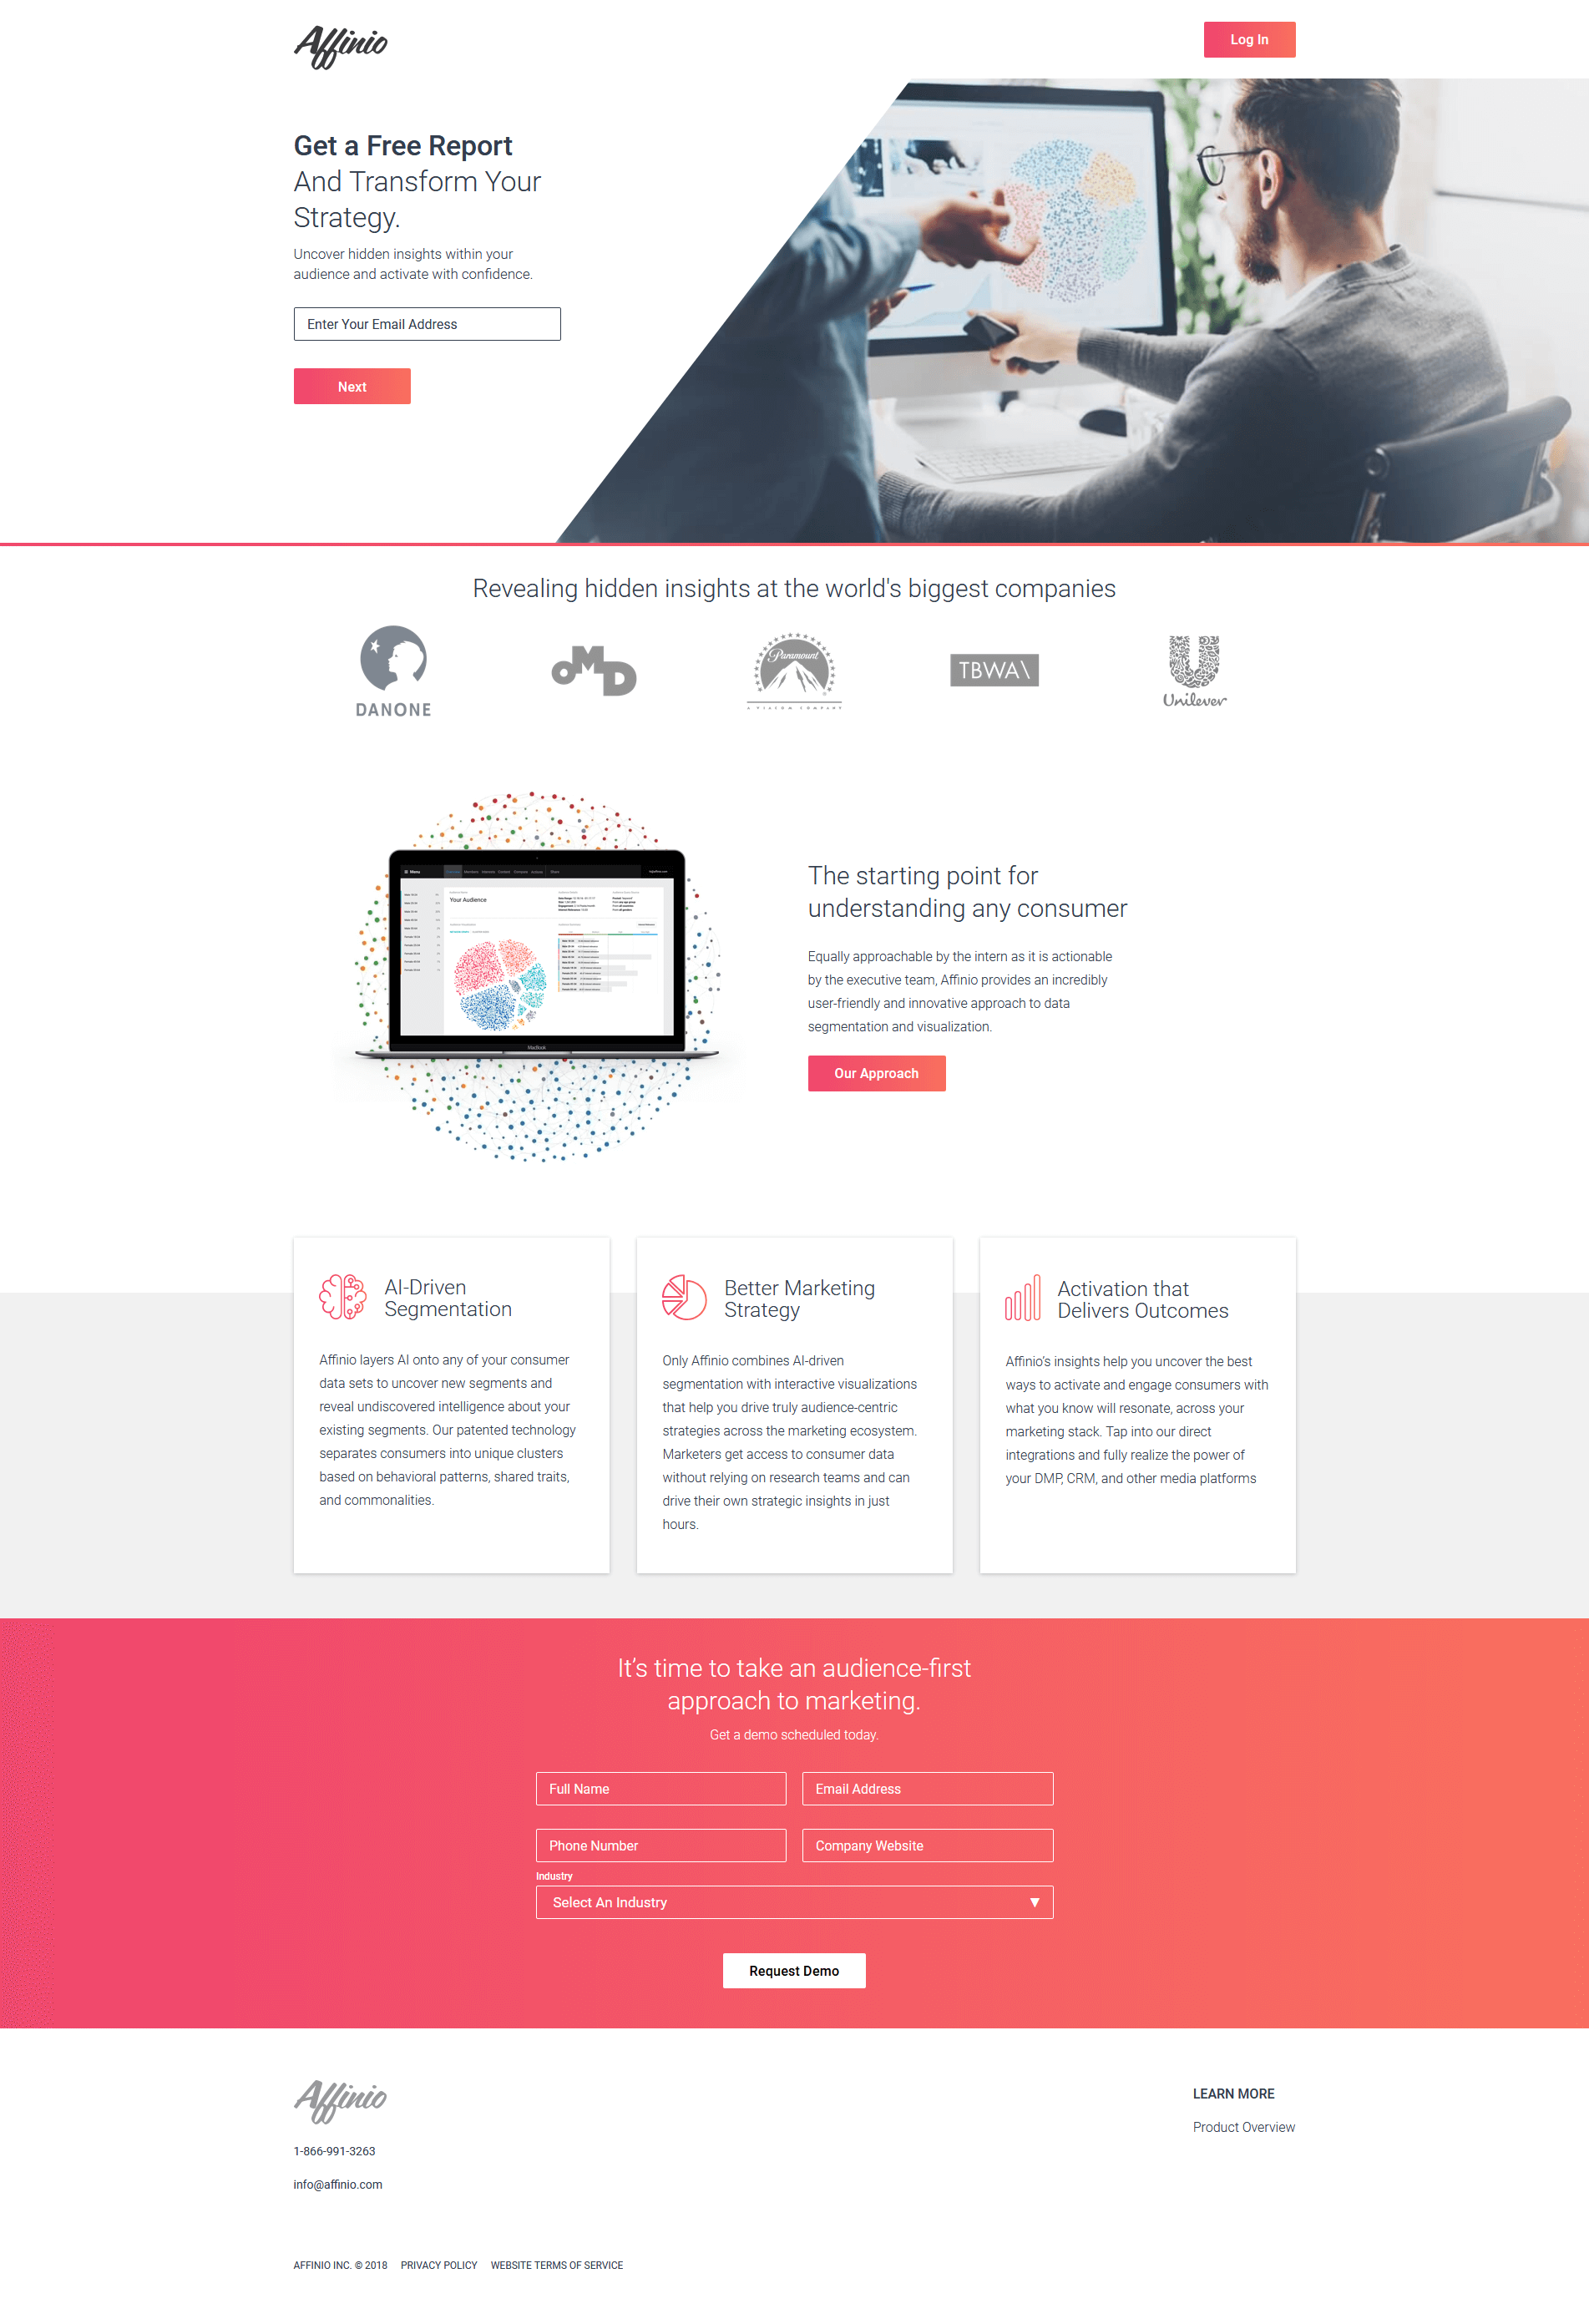 Affinio
Log In
Get a Free Report
And Transform Your
Strategy.
Uncover hidden insights within your
audience and activate with confidence.
Enter Your Email Address
Next
Revealing hidden insights at the world's biggest companies
DANONE
OMD
Paramount
A VIACOM COMPANY
TBWA\
Unilever
Menu
Your Audience
MacBook
The starting point for
understanding any consumer
Equally approachable by the intern as it is actionable
by the executive team, Affinio provides an incredibly
user-friendly and innovative approach to data
segmentation and visualization.
Our Approach
AI-Driven
Segmentation
Affinio layers AI onto any of your consumer
data sets to uncover new segments and
reveal undiscovered intelligence about your
existing segments. Our patented technology
separates consumers into unique clusters
based on behavioral patterns, shared traits,
and commonalities.
Better Marketing
Strategy
Only Affinio combines AI-driven
segmentation with interactive visualizations
that help you drive truly audience-centric
strategies across the marketing ecosystem.
Marketers get access to consumer data
without relying on research teams and can
drive their own strategic insights in just
hours.
Activation that
Delivers Outcomes
Affinio's insights help you uncover the best
ways to activate and engage consumers with
what you know will resonate, across your
marketing stack. Tap into our direct
integrations and fully realize the power of
your DMP, CRM, and other media platforms
It's time to take an audience-first
approach to marketing.
Get a demo scheduled today.
Full Name
Email Address
Phone Number
Company Website
Industry
Select An Industry
Request Demo
Affinio
1-866-991-3263
info@affinio.com
LEARN MORE
Product Overview
AFFINIO INC. © 2018 PRIVACY POLICY WEBSITE TERMS OF SERVICE